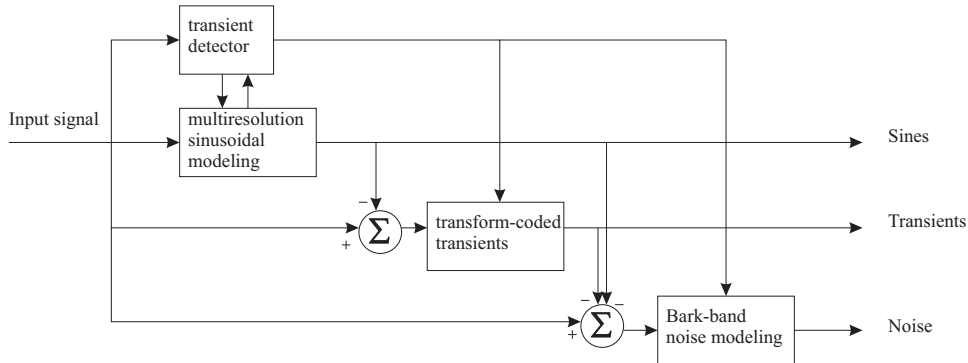 transient
detector
Input signal
multiresolution
sinusoidal
modeling
Sines
−
+
Σ
transform-coded
transients
Transients
−
−
+
Σ
Bark-band
noise modeling
Noise